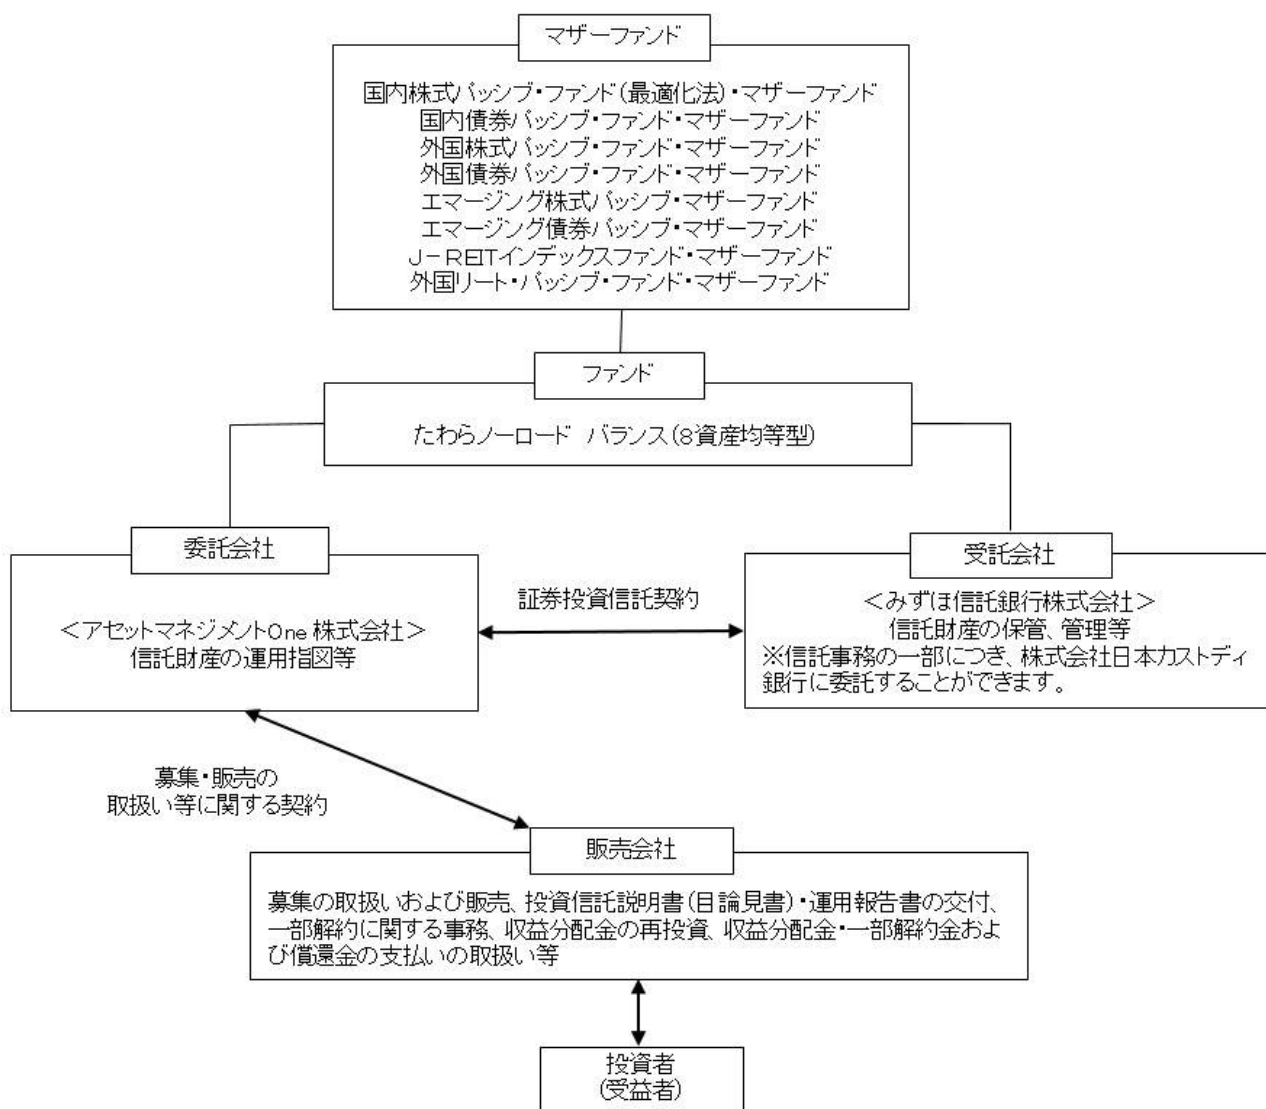 マザーファンド
国内株式パッシブ・ファンド(最適化法)・マザーファンド
国内債券パッシブ・ファンド・マザーファンド
外国株式パッシブ・ファンド・マザーファンド
外国債券パッシブ・ファンド・マザーファンド
エマージング株式パッシブ・マザーファンド
エマージング債券パッシブ・マザーファンド
J－REITインデックスファンド・マザーファンド
外国リート・パッシブ・ファンド・マザーファンド
ファンド
たわらノーロード　バランス(8資産均等型)
委託会社
＜アセットマネジメントOne 株式会社＞
信託財産の運用指図等
証券投資信託契約
受託会社
＜みずほ信託銀行株式会社＞
信託財産の保管、管理等
※信託事務の一部につき、株式会社日本カストディ
銀行に委託することができます。
募集・販売の
取扱い等に関する契約
販売会社
募集の取扱いおよび販売、投資信託説明書(目論見書)・運用報告書の交付、
一部解約に関する事務、収益分配金の再投資、収益分配金・一部解約金およ
び償還金の支払いの取扱い等
投資者
(受益者)